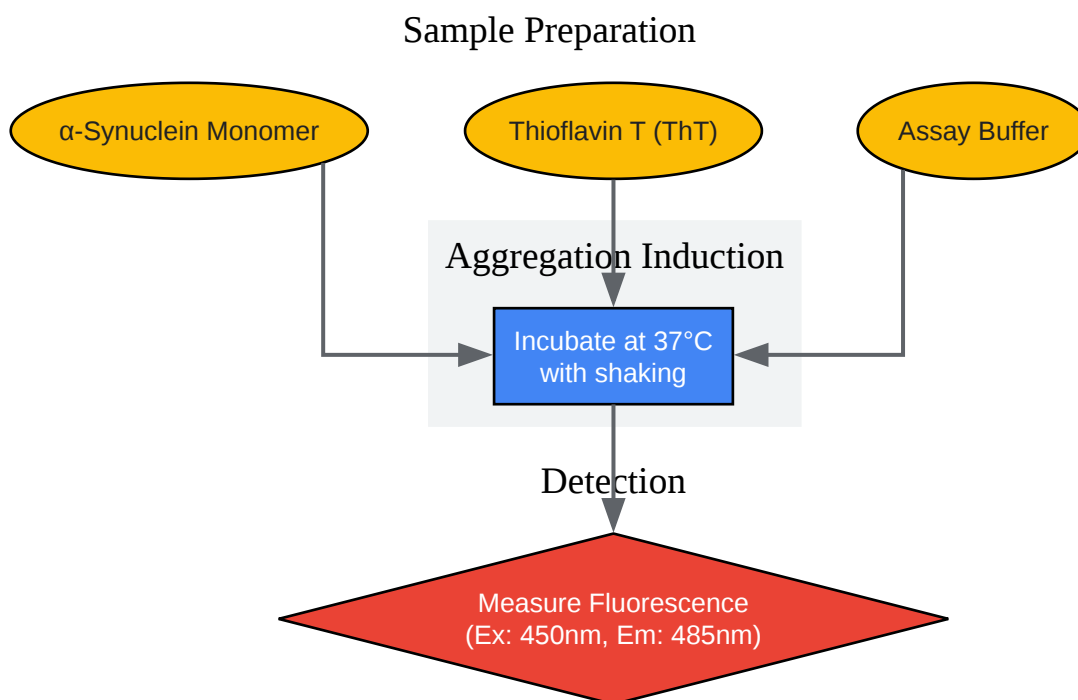 Sample Preparation
α-Synuclein Monomer
Thioflavin T (ThT)
Assay Buffer
Aggregation Induction
Incubate at 37°C
with shaking
Detection
Measure Fluorescence
(Ex: 450nm, Em: 485nm)